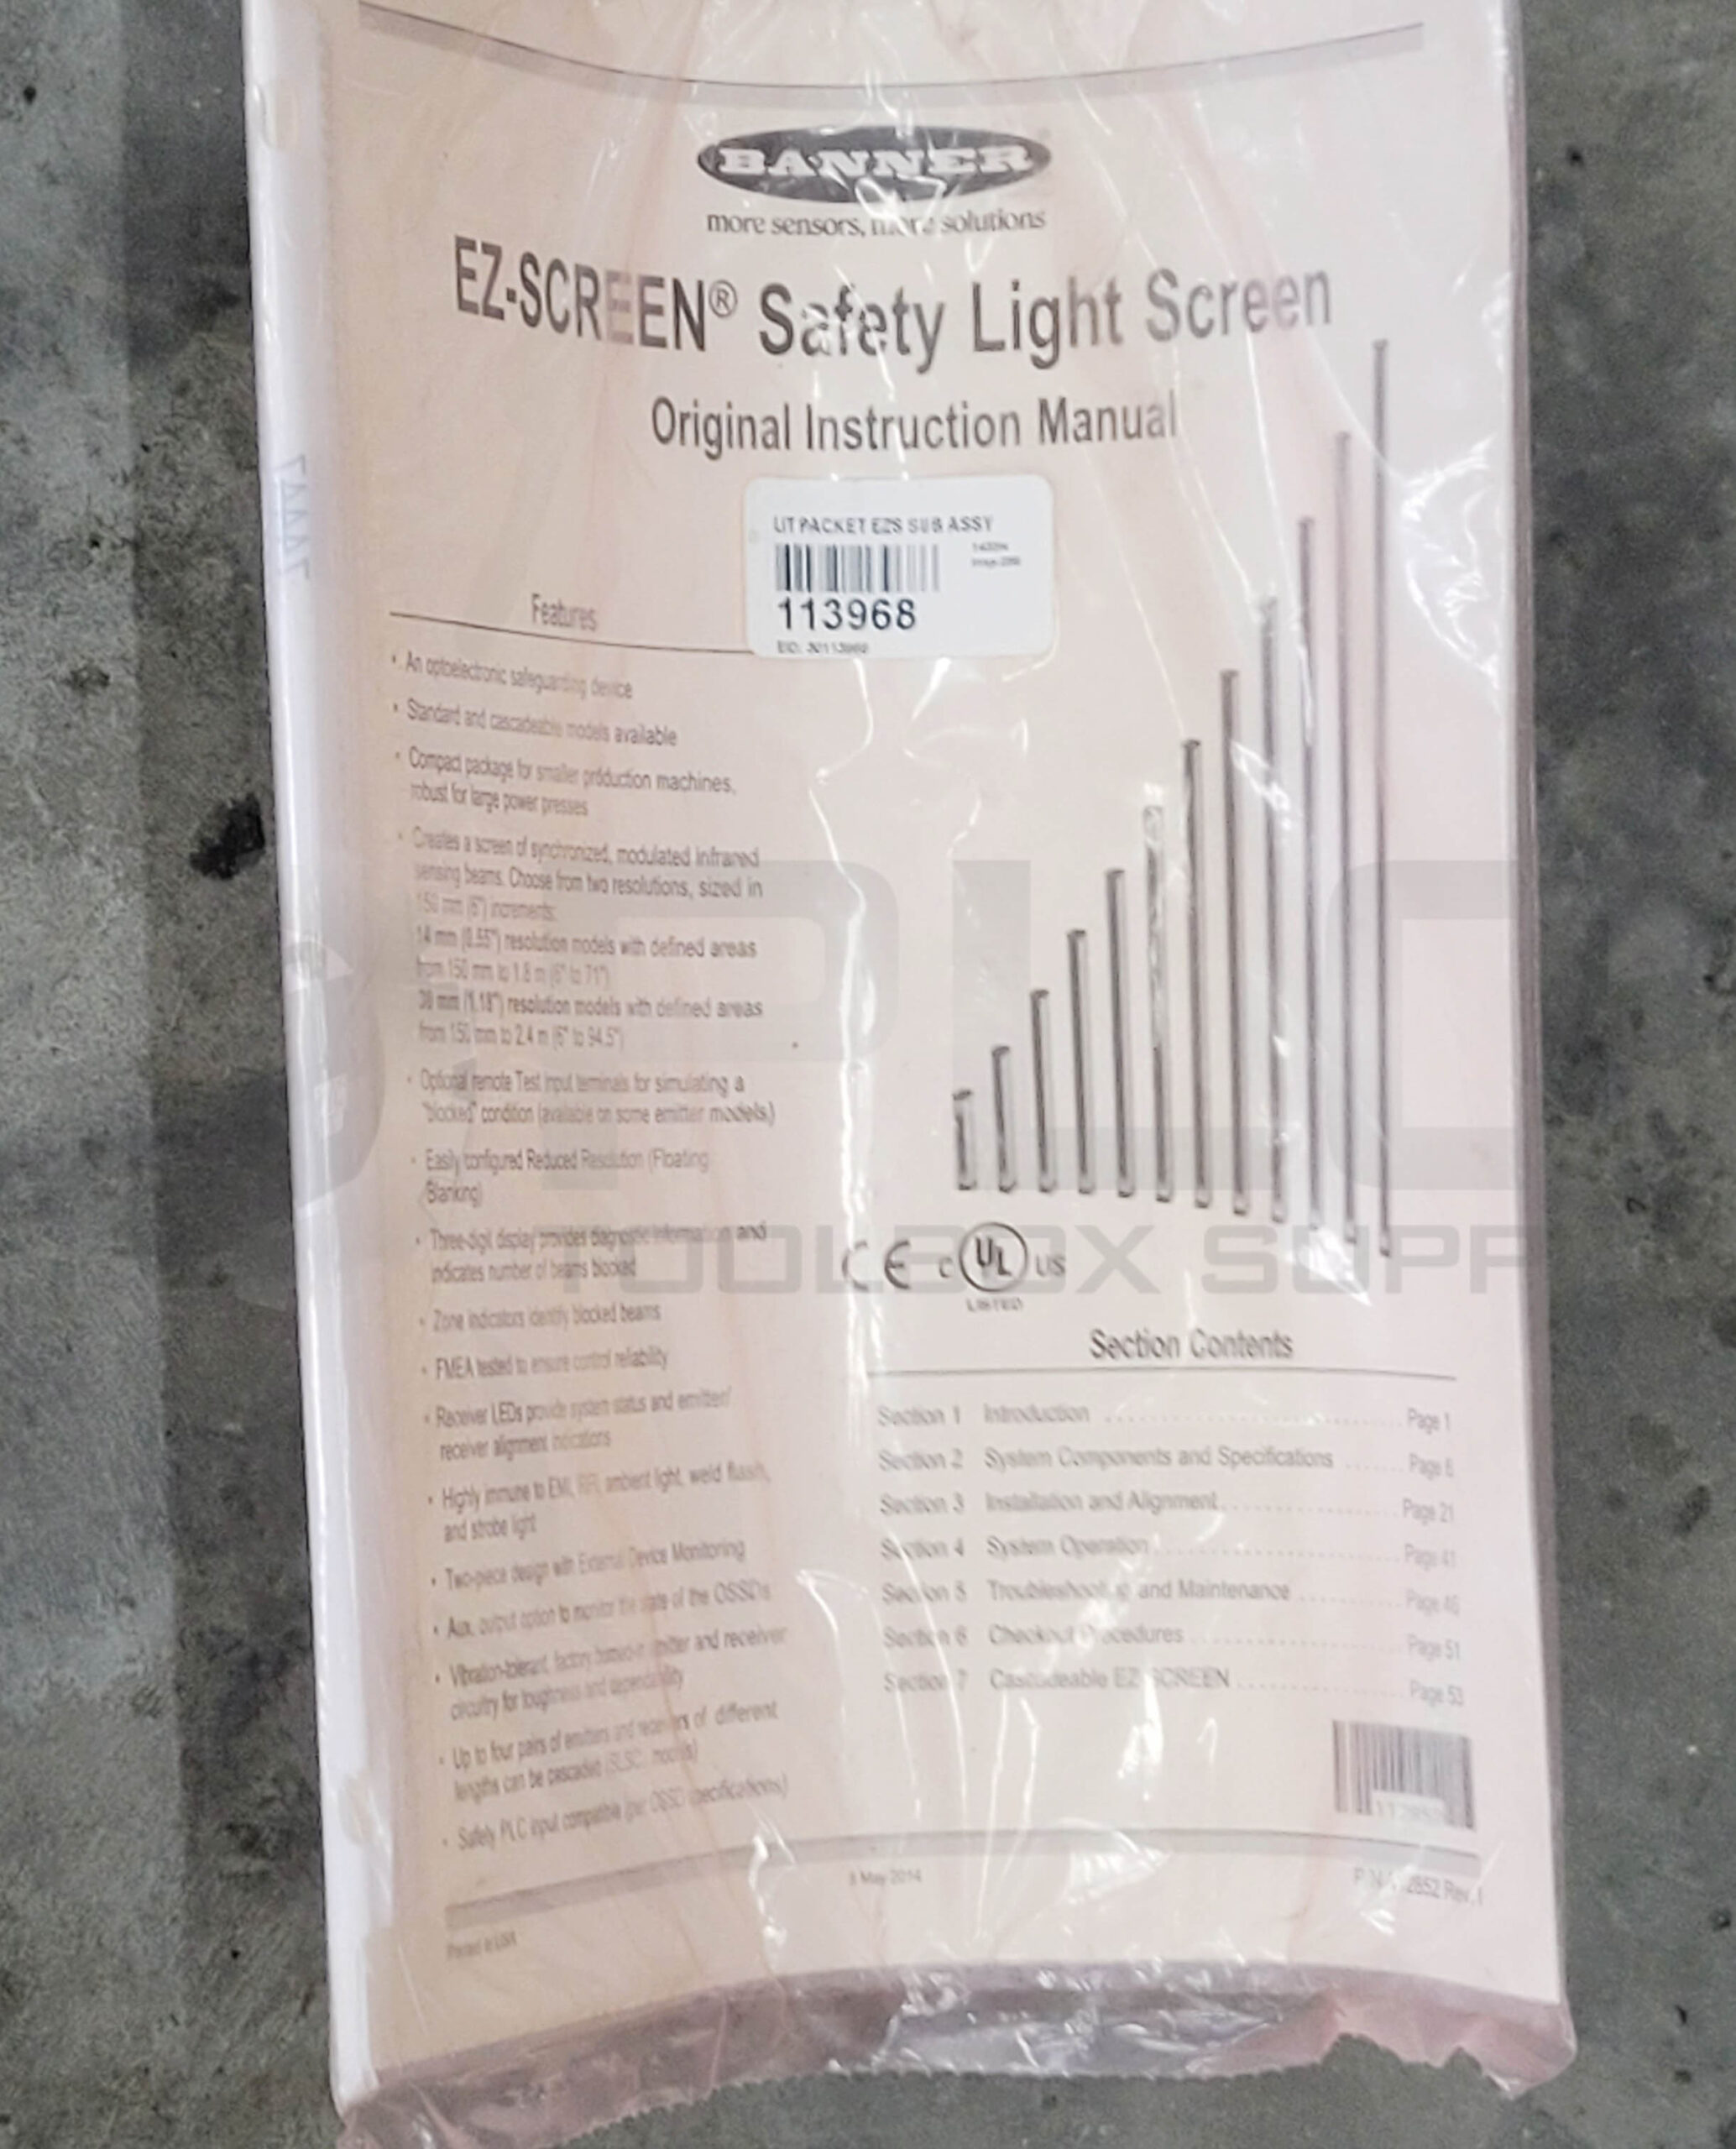 BANNER
more sensors, more solutions
EZ-SCREEN® Safety Light Screen
Original Instruction Manual
LIT PACKET EZS SUB ASSY
113968
Features
• An optoelectronic safeguarding device
• Standard and cascadeable models available
• Compact package for smaller production machines,
robust for large power presses
• Creates a screen of synchronized, modulated infrared
sensing beams. Choose from two resolutions, sized in
150 mm (6") increments:
14 mm (0.55") resolution models with defined areas
from 150 mm to 1.8 m (6" to 71")
30 mm (1.18") resolution models with defined areas
from 150 mm to 2.4 m (6" to 94.5")
• Optional remote Test input terminals for simulating a
"blocked" condition (available on some emitter models)
• Easily configured Reduced Resolution (Floating
Blanking)
• Three-digit display provides diagnostic information and
indicates number of beams blocked
• Zone indicators identify blocked beams
• FMEA tested to ensure control reliability
• Receiver LEDs provide system status and emitter/
receiver alignment indications
• Highly immune to EMI, RFI, ambient light, weld flash,
and strobe light
• Two-piece design with External Device Monitoring
• Aux. output option to monitor the state of the OSSDs
• Vibration-tolerant, factory emitter and receiver
circuitry for toughness and dependability
• Up to four pairs of emitters and receivers of different
lengths can be cascaded (SLSC.. models)
• Safety PLC input compatible (per OSSD specifications)
CE C UL US
LISTED
Section Contents
Section 1 Introduction . . . . . Page 1
Section 2 System Components and Specifications . . . . . Page 6
Section 3 Installation and Alignment . . . . . Page 21
Section 4 System Operation . . . . . Page 41
Section 5 Troubleshooting and Maintenance . . . . . Page 46
Section 6 Checkout Procedures . . . . . Page 51
Section 7 Cascadeable EZ-SCREEN . . . . . Page 53
May 2014
Rev. I
Printed in USA
PLC
TOOLBOX SUPP